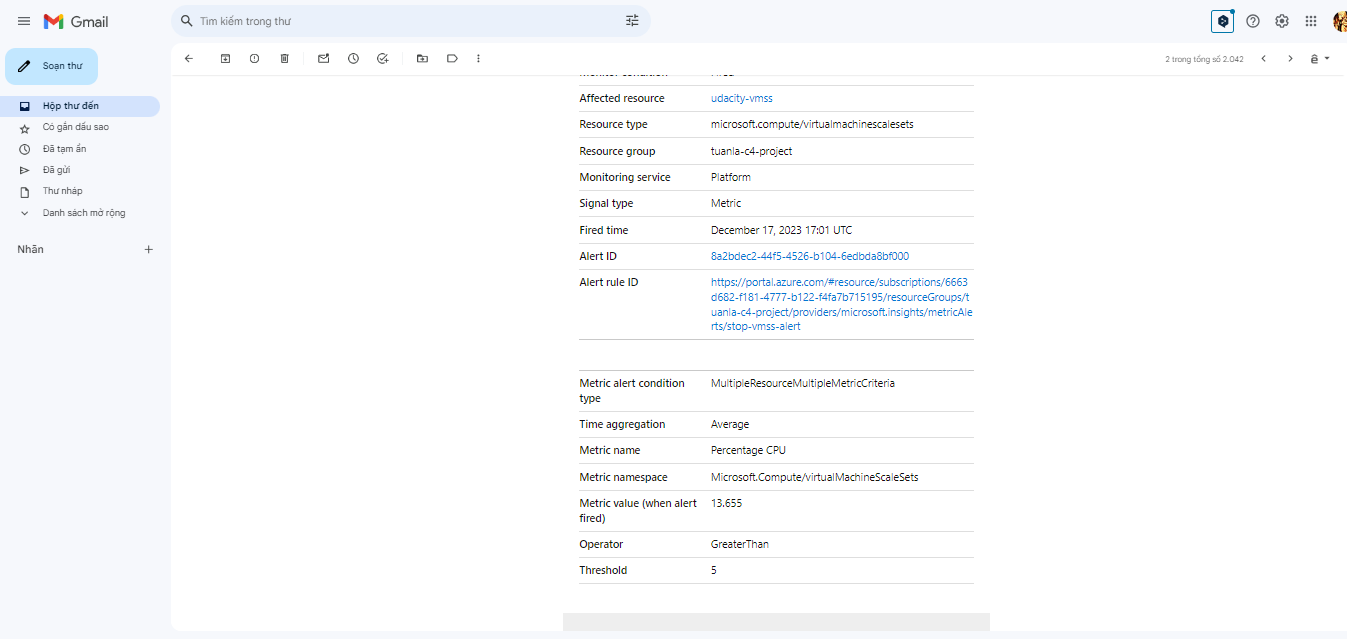 Gmail
Tìm kiếm trong thư
Soạn thư
Hộp thư đến
Có gắn dấu sao
Đã tạm ẩn
Đã gửi
Thư nháp
Danh sách mở rộng
Nhãn
2 trong tổng số 2.042
Affected resource udacity-vmss
Resource type microsoft.compute/virtualmachinescalesets
Resource group tuanla-c4-project
Monitoring service Platform
Signal type Metric
Fired time December 17, 2023 17:01 UTC
Alert ID 8a2bdec2-44f5-4526-b104-6edbda8bf000
Alert rule ID https://portal.azure.com/#resource/subscriptions/6663
d682-f181-4777-b122-f4fa7b715195/resourceGroups/t
uanla-c4-project/providers/microsoft.insights/metricAle
rts/stop-vmss-alert
Metric alert condition MultipleResourceMultipleMetricCriteria
type
Time aggregation Average
Metric name Percentage CPU
Metric namespace Microsoft.Compute/virtualMachineScaleSets
Metric value (when alert 13.655
fired)
Operator GreaterThan
Threshold 5